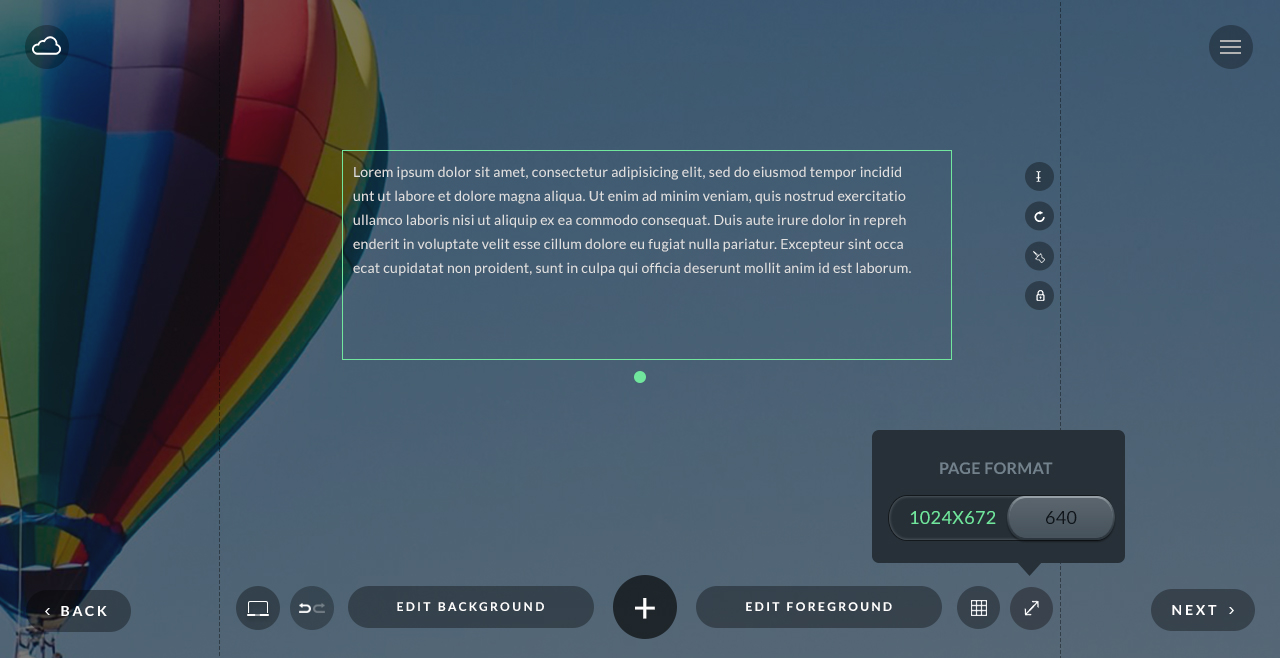 Lorem ipsum dolor sit amet, consectetur adipisicing elit, sed do eiusmod tempor incidid
unt ut labore et dolore magna aliqua. Ut enim ad minim veniam, quis nostrud exercitatio
ullamco laboris nisi ut aliquip ex ea commodo consequat. Duis aute irure dolor in repreh
enderit in voluptate velit esse cillum dolore eu fugiat nulla pariatur. Excepteur sint occa
ecat cupidatat non proident, sunt in culpa qui officia deserunt mollit anim id est laborum.
PAGE FORMAT
1024X672 640
BACK EDIT BACKGROUND EDIT FOREGROUND NEXT